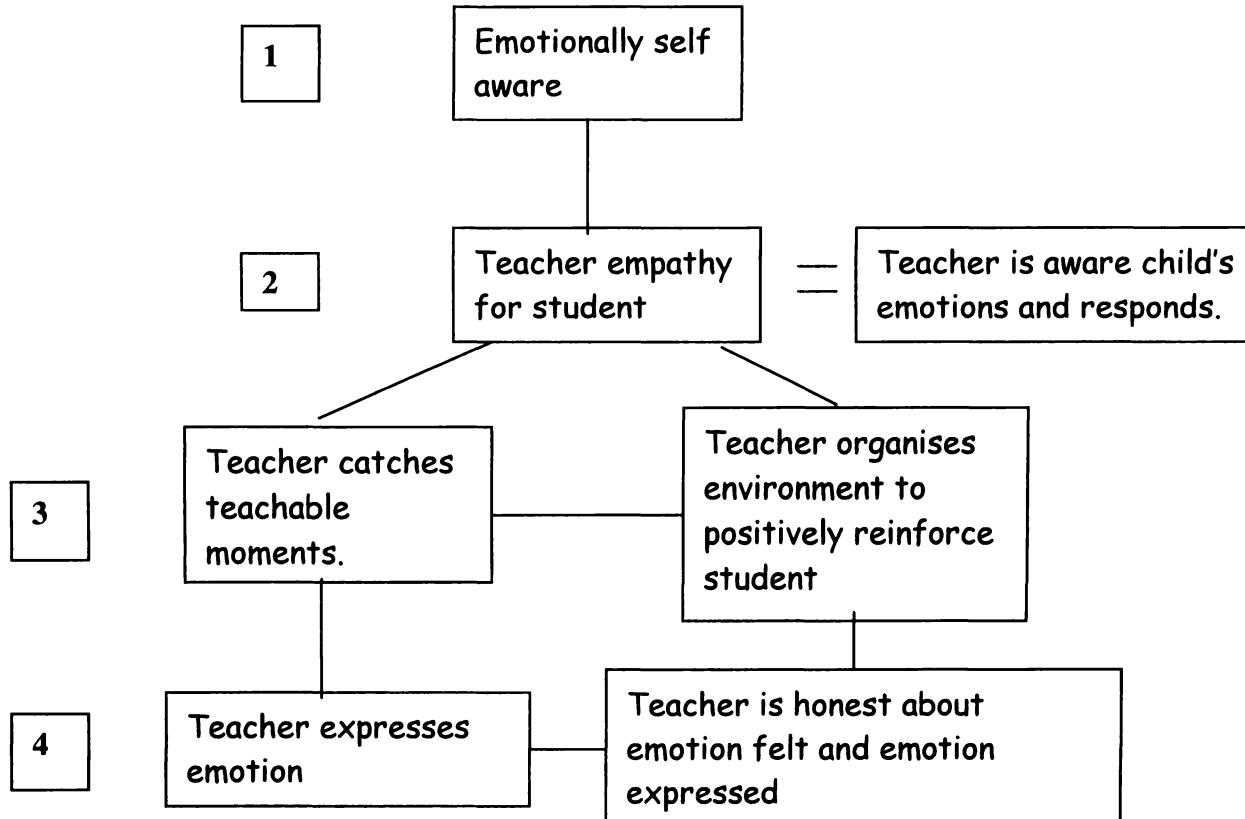 1
Emotionally self
aware
2
Teacher empathy
for student
=
Teacher is aware child's
emotions and responds.
3
Teacher catches
teachable
moments.
Teacher organises
environment to
positively reinforce
student
4
Teacher expresses
emotion
Teacher is honest about
emotion felt and emotion
expressed